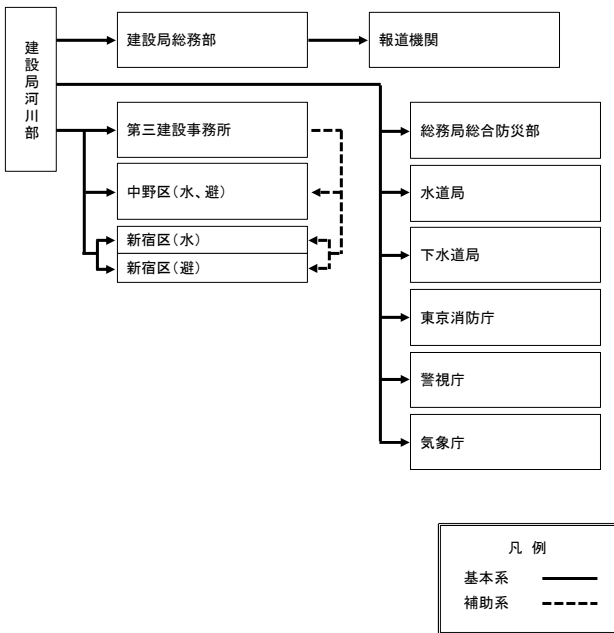 建設局河川部
建設局総務部
報道機関
第三建設事務所
中野区（水、避）
新宿区（水）
新宿区（避）
総務局総合防災部
水道局
下水道局
東京消防庁
警視庁
気象庁
凡 例
基本系
補助系